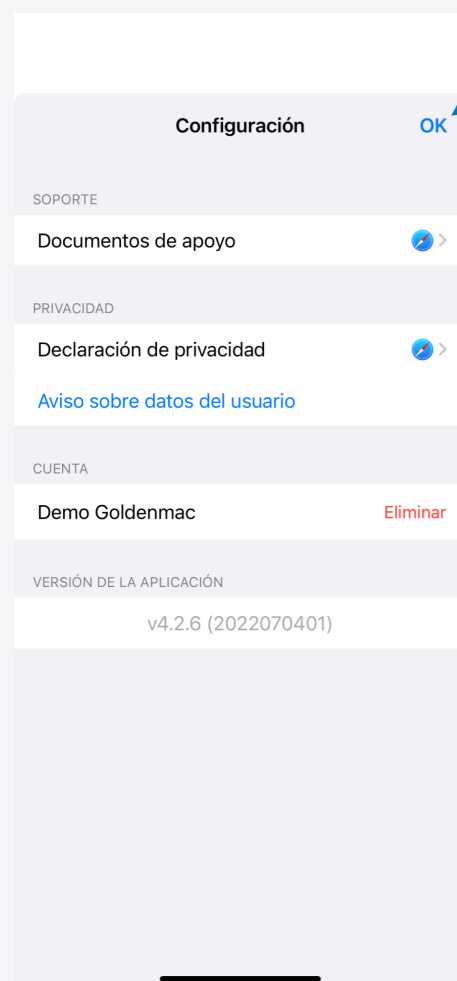 Configuración
OK
SOPORTE
Documentos de apoyo
PRIVACIDAD
Declaración de privacidad
Aviso sobre datos del usuario
CUENTA
Demo Goldenmac
Eliminar
VERSIÓN DE LA APLICACIÓN
v4.2.6 (2022070401)